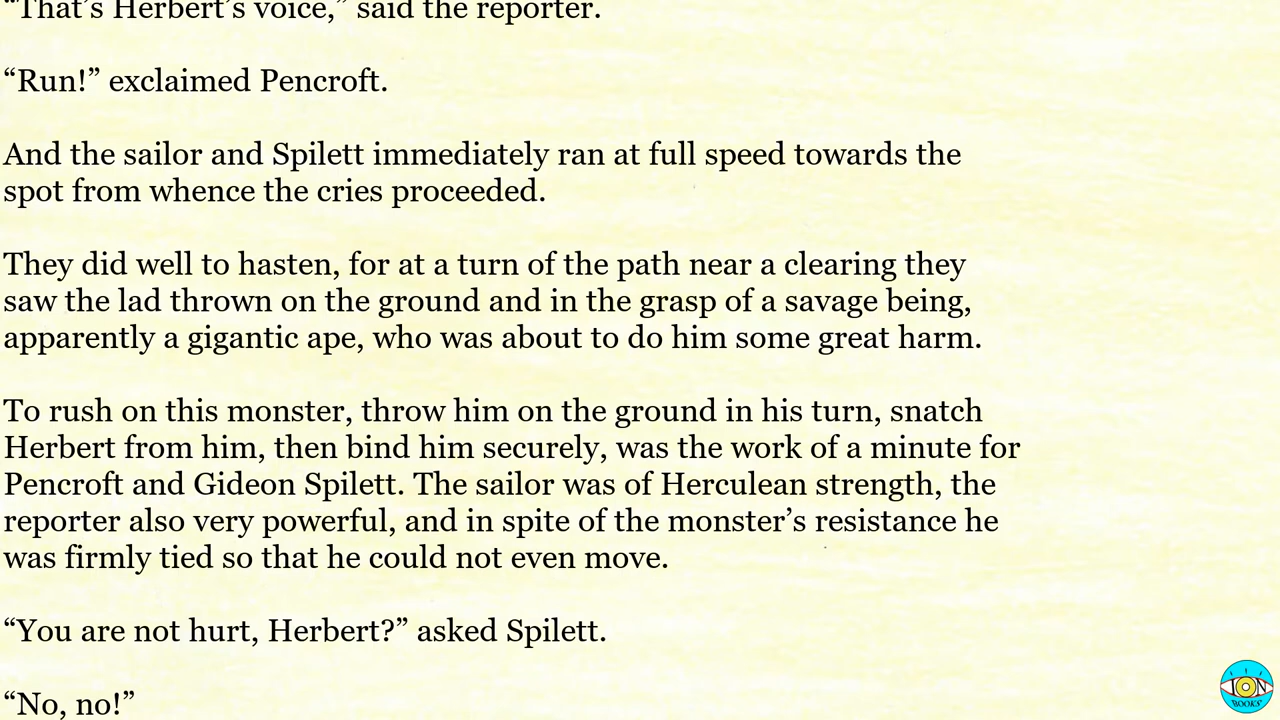 “That’s Herbert’s voice,” said the reporter.
“Run!” exclaimed Pencroft.
And the sailor and Spilett immediately ran at full speed towards the
spot from whence the cries proceeded.
They did well to hasten, for at a turn of the path near a clearing they
saw the lad thrown on the ground and in the grasp of a savage being,
apparently a gigantic ape, who was about to do him some great harm.
To rush on this monster, throw him on the ground in his turn, snatch
Herbert from him, then bind him securely, was the work of a minute for
Pencroft and Gideon Spilett. The sailor was of Herculean strength, the
reporter also very powerful, and in spite of the monster’s resistance he
was firmly tied so that he could not even move.
“You are not hurt, Herbert?” asked Spilett.
“No, no!”
ION
BOOKS